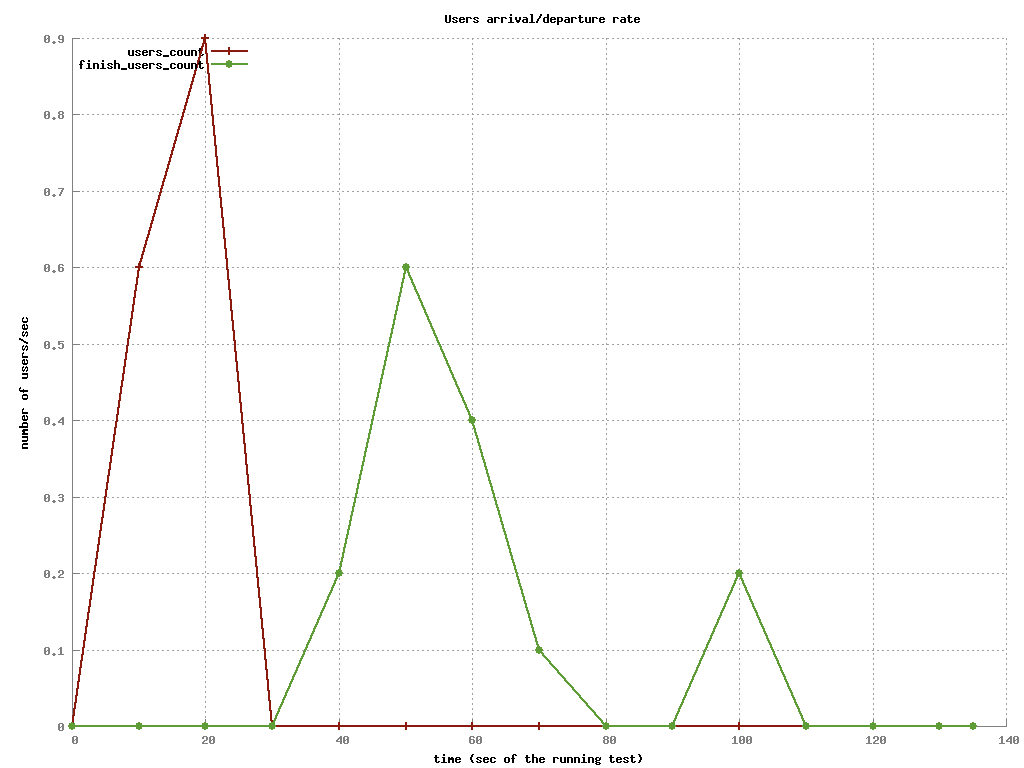 Users arrival/departure rate
users_count
finish_users_count
0.9
0.8
0.7
0.6
0.5
0.4
0.3
0.2
0.1
0
number of users/sec
0 20 40 60 80 100 120 140
time (sec of the running test)